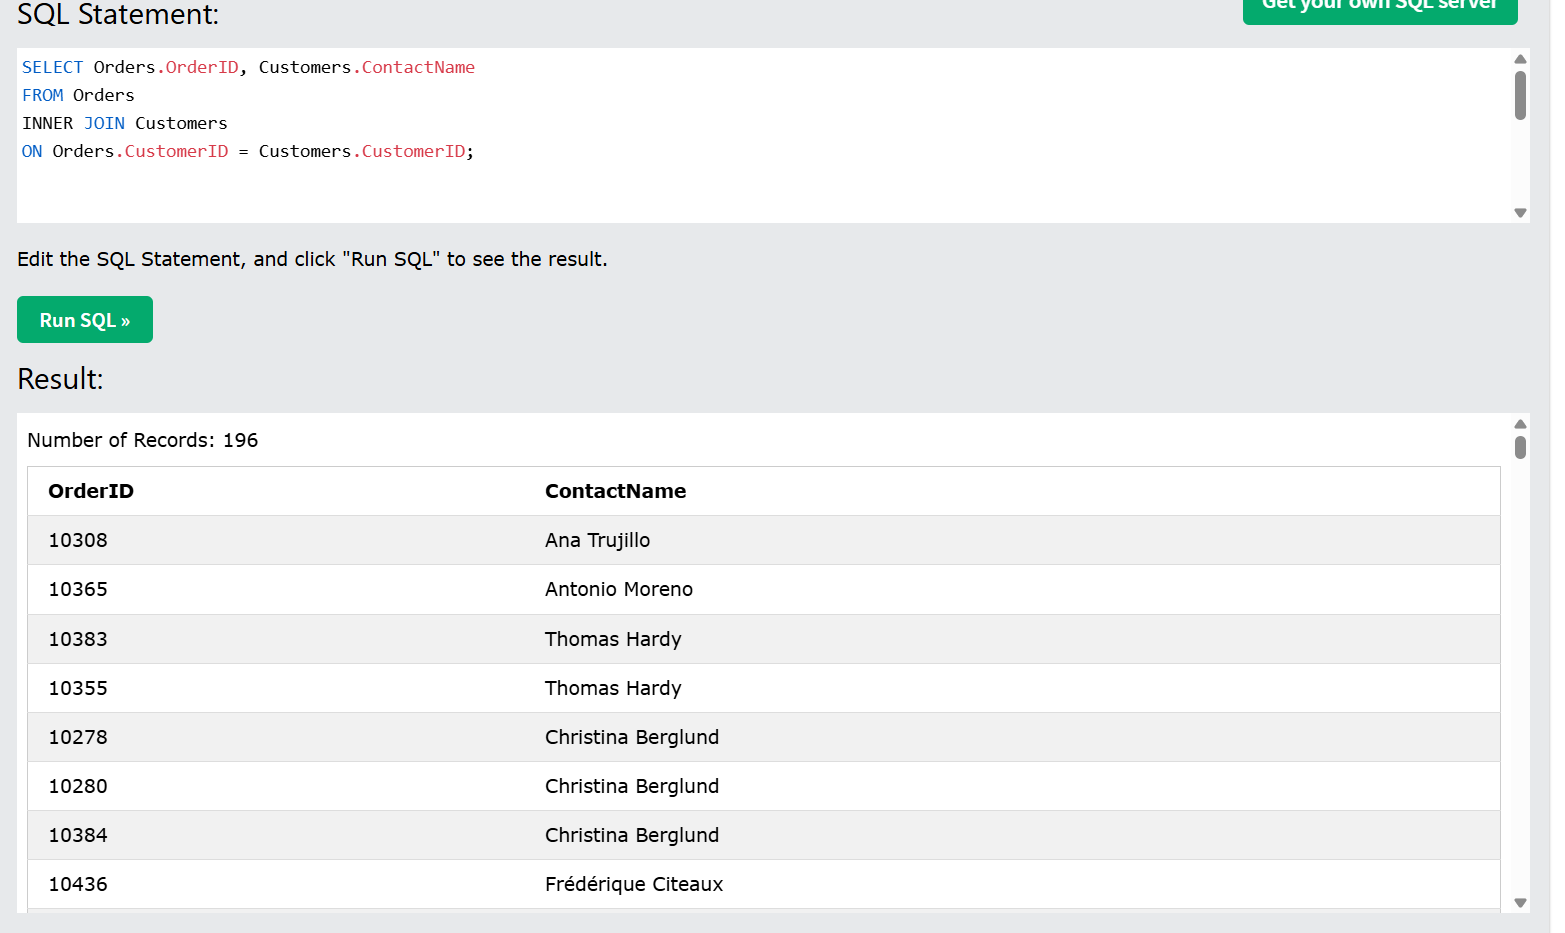 SQL Statement:
Get your own SQL server
SELECT Orders.OrderID, Customers.ContactName
FROM Orders
INNER JOIN Customers
ON Orders.CustomerID = Customers.CustomerID;
Edit the SQL Statement, and click "Run SQL" to see the result.
Run SQL »
Result:
Number of Records: 196
OrderID ContactName
10308 Ana Trujillo
10365 Antonio Moreno
10383 Thomas Hardy
10355 Thomas Hardy
10278 Christina Berglund
10280 Christina Berglund
10384 Christina Berglund
10436 Frédérique Citeaux